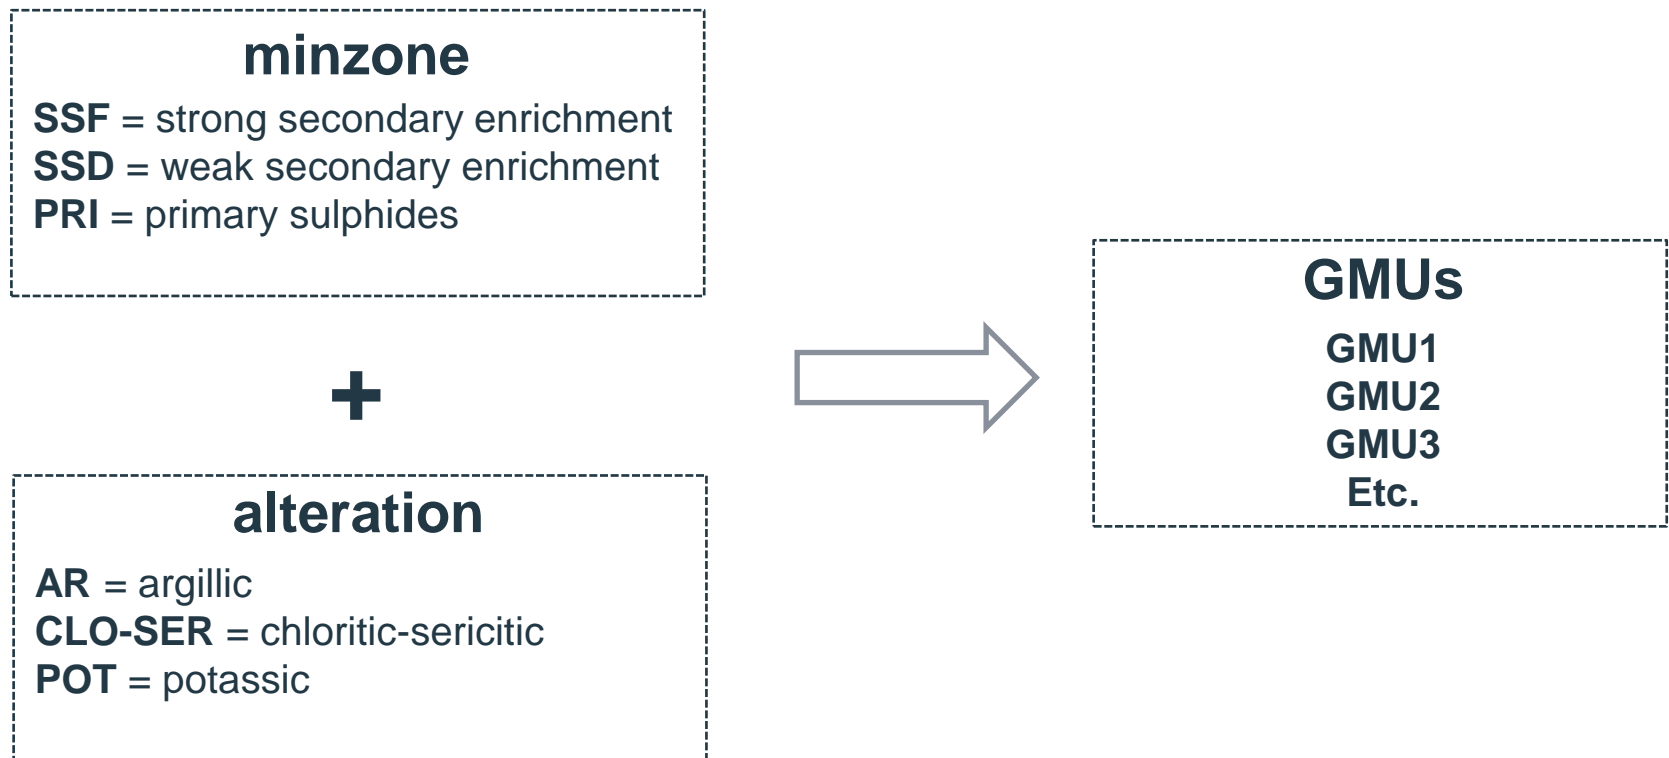 minzone
SSF = strong secondary enrichment
SSD = weak secondary enrichment
PRI = primary sulphides
+
alteration
AR = argillic
CLO-SER = chloritic-sericitic
POT = potassic
GMUs
GMU1
GMU2
GMU3
Etc.